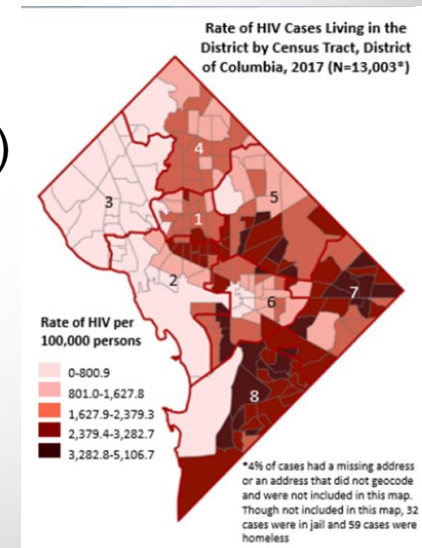 Rate of HIV Cases Living in the
District by Census Tract, District
of Columbia, 2017 (N=13,003*)
)
4
5
3
1
2
7
6
8
Rate of HIV per
100,000 persons
0-800.9
801.0-1,627.8
1,627.9-2,379.3
2,379.4-3,282.7
3,282.8-5,106.7
*4% of cases had a missing address
or an address that did not geocode
and were not included in this map.
Though not included in this map, 32
cases were in jail and 59 cases were
homeless